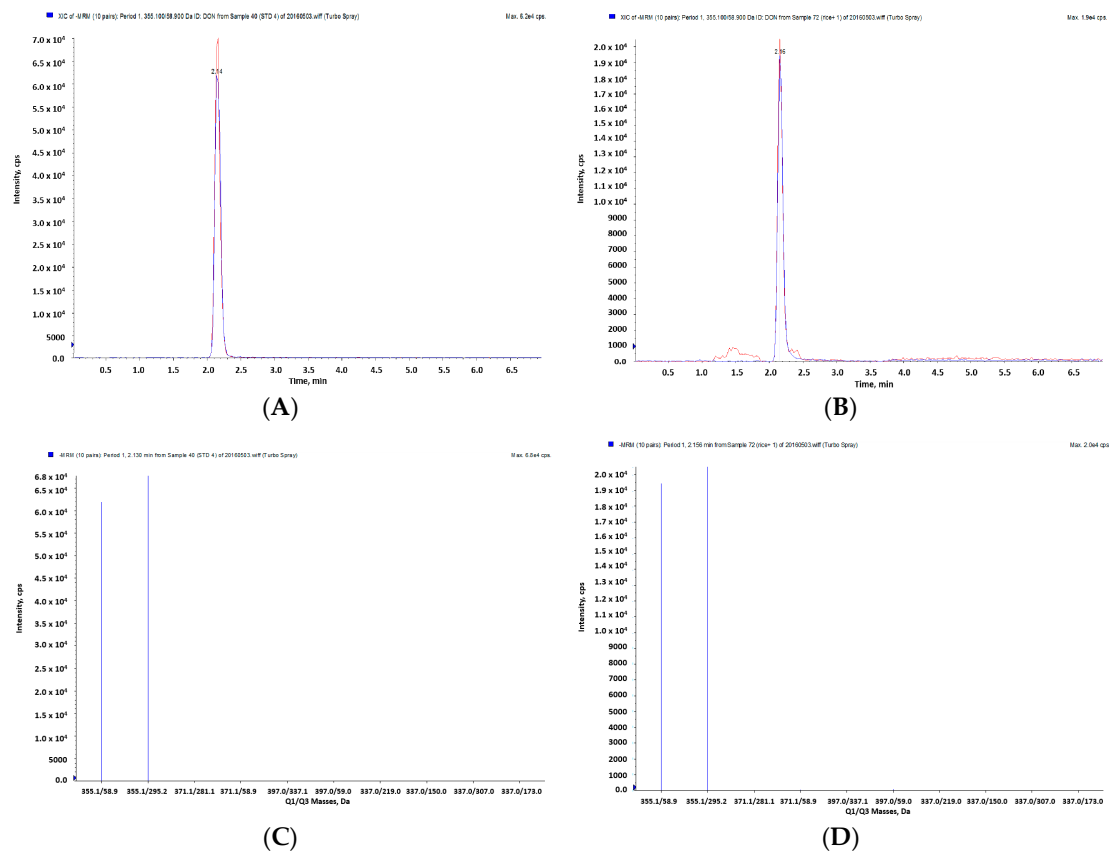 XIC of -MRM (10 pairs): Period 1, 355.100/58.900 Da ID: DON from Sample 40 (STD 4) of 20160503.wiff (Turbo Spray)
Max. 6.2e4 cps.
7.0 x 10⁴
6.5 x 10⁴
6.0 x 10⁴
5.5 x 10⁴
5.0 x 10⁴
4.5 x 10⁴
4.0 x 10⁴
3.5 x 10⁴
3.0 x 10⁴
2.5 x 10⁴
2.0 x 10⁴
1.5 x 10⁴
1.0 x 10⁴
5000
0.0
Intensity, cps
2.14
0.5 1.0 1.5 2.0 2.5 3.0 3.5 4.0 4.5 5.0 5.5 6.0 6.5
Time, min
(A)
XIC of -MRM (10 pairs): Period 1, 355.100/58.900 Da ID: DON from Sample 72 (rice+ 1) of 20160503.wiff (Turbo Spray)
Max. 1.9e4 cps.
2.0 x 10⁴
1.9 x 10⁴
1.8 x 10⁴
1.7 x 10⁴
1.6 x 10⁴
1.5 x 10⁴
1.4 x 10⁴
1.3 x 10⁴
1.2 x 10⁴
1.1 x 10⁴
1.0 x 10⁴
9000
8000
7000
6000
5000
4000
3000
2000
1000
0.0
Intensity, cps
2.16
0.5 1.0 1.5 2.0 2.5 3.0 3.5 4.0 4.5 5.0 5.5 6.0 6.5
Time, min
(B)
-MRM (10 pairs): Period 1, 2.130 min from Sample 40 (STD 4) of 20160503.wiff (Turbo Spray)
Max. 6.8e4 cps.
6.8 x 10⁴
6.5 x 10⁴
6.0 x 10⁴
5.5 x 10⁴
5.0 x 10⁴
4.5 x 10⁴
4.0 x 10⁴
3.5 x 10⁴
3.0 x 10⁴
2.5 x 10⁴
2.0 x 10⁴
1.5 x 10⁴
1.0 x 10⁴
5000
0.0
Intensity, cps
355.1/58.9 355.1/295.2 371.1/281.1 371.1/58.9 397.0/337.1 397.0/59.0 337.0/219.0 337.0/150.0 337.0/307.0 337.0/173.0
Q1/Q3 Masses, Da
(C)
-MRM (10 pairs): Period 1, 2.156 min from Sample 72 (rice+ 1) of 20160503.wiff (Turbo Spray)
Max. 2.0e4 cps.
2.0 x 10⁴
1.9 x 10⁴
1.8 x 10⁴
1.7 x 10⁴
1.6 x 10⁴
1.5 x 10⁴
1.4 x 10⁴
1.3 x 10⁴
1.2 x 10⁴
1.1 x 10⁴
1.0 x 10⁴
9000
8000
7000
6000
5000
4000
3000
2000
1000
0.0
Intensity, cps
355.1/58.9 355.1/295.2 371.1/281.1 371.1/58.9 397.0/337.1 397.0/59.0 337.0/219.0 337.0/150.0 337.0/307.0 337.0/173.0
Q1/Q3 Masses, Da
(D)